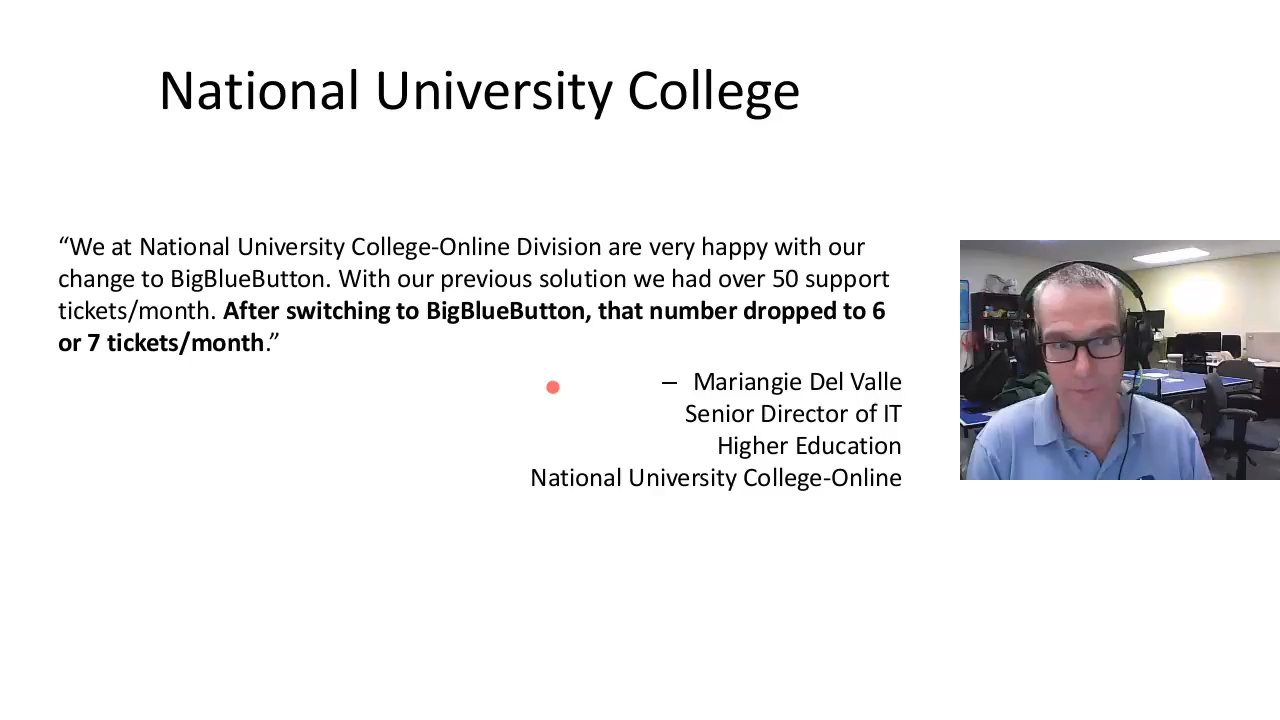 National University College
“We at National University College-Online Division are very happy with our
change to BigBlueButton. With our previous solution we had over 50 support
tickets/month. After switching to BigBlueButton, that number dropped to 6
or 7 tickets/month.”
– Mariangie Del Valle
Senior Director of IT
Higher Education
National University College-Online